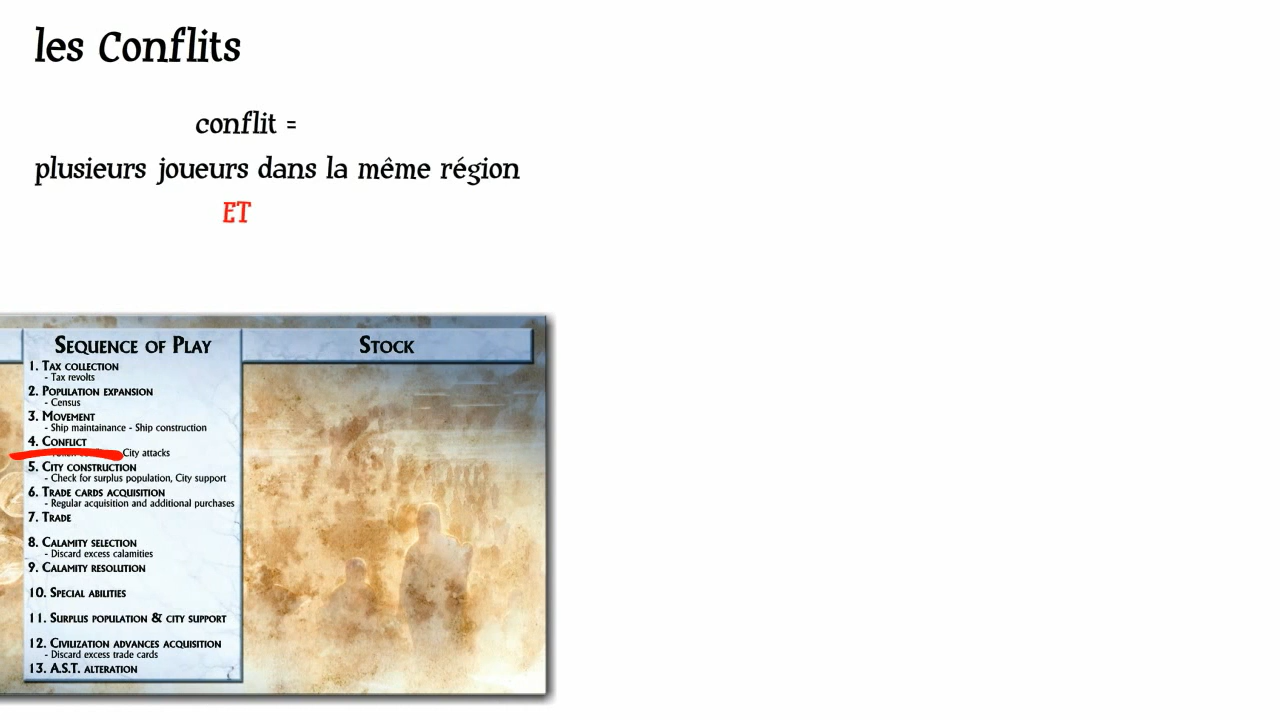 les Conflits
conflit =
plusieurs joueurs dans la même région
ET
SEQUENCE OF PLAY
STOCK
1. TAX COLLECTION
- Tax revolts
2. POPULATION EXPANSION
- Census
3. MOVEMENT
- Ship maintainance - Ship construction
4. CONFLICT
City attacks
5. CITY CONSTRUCTION
- Check for surplus population, City support
6. TRADE CARDS ACQUISITION
- Regular acquisition and additional purchases
7. TRADE
8. CALAMITY SELECTION
- Discard excess calamities
9. CALAMITY RESOLUTION
10. SPECIAL ABILITIES
11. SURPLUS POPULATION & CITY SUPPORT
12. CIVILIZATION ADVANCES ACQUISITION
- Discard excess trade cards
13. A.S.T. ALTERATION